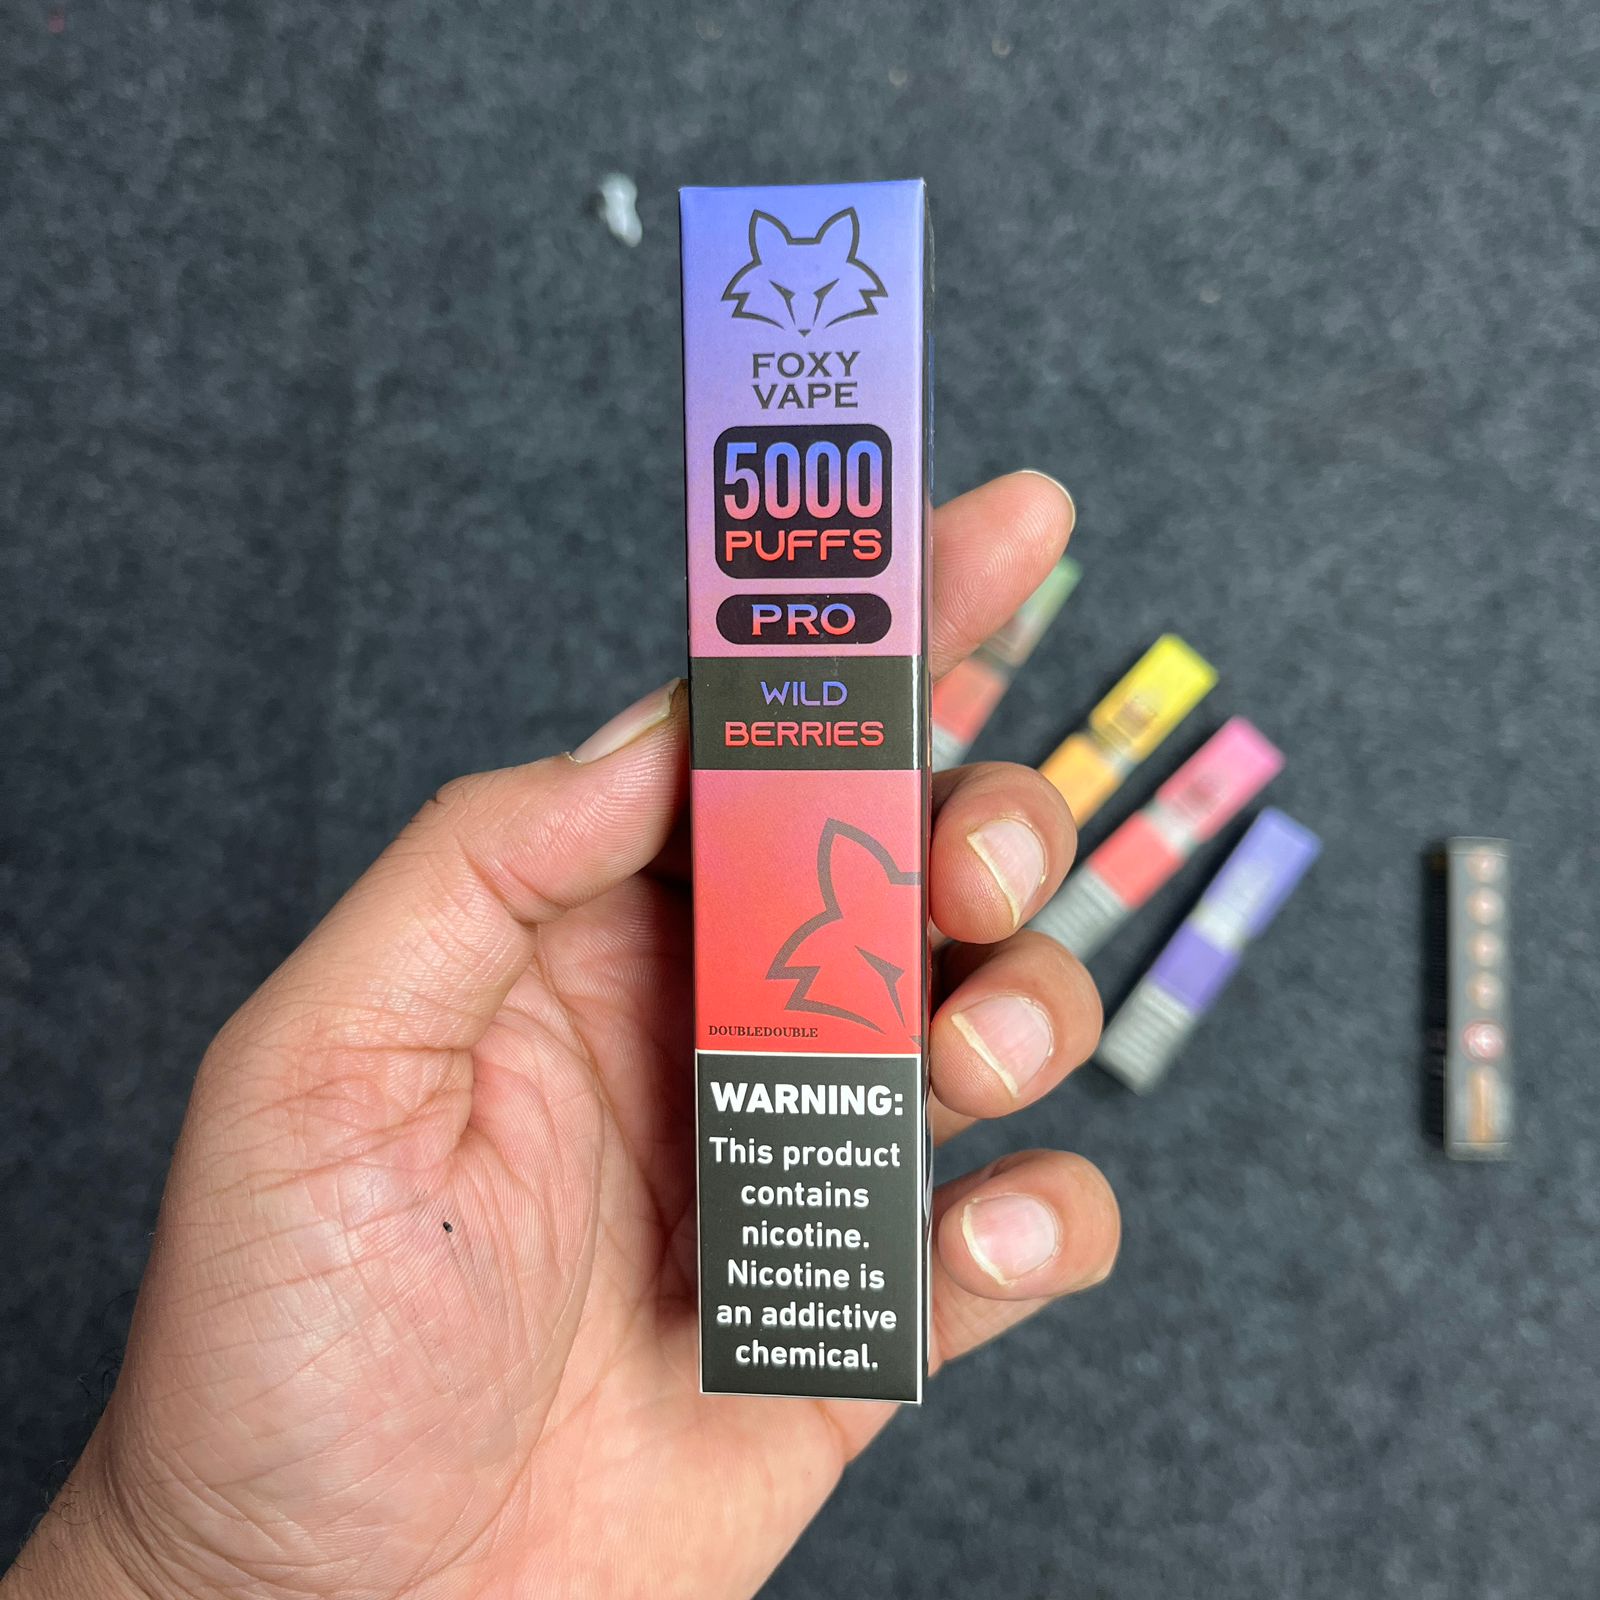 FOXY
VAPE
5000
PUFFS
PRO
WILD
BERRIES
DOUBLEDOUBLE
WARNING:
This product
contains
nicotine.
Nicotine is
an addictive
chemical.